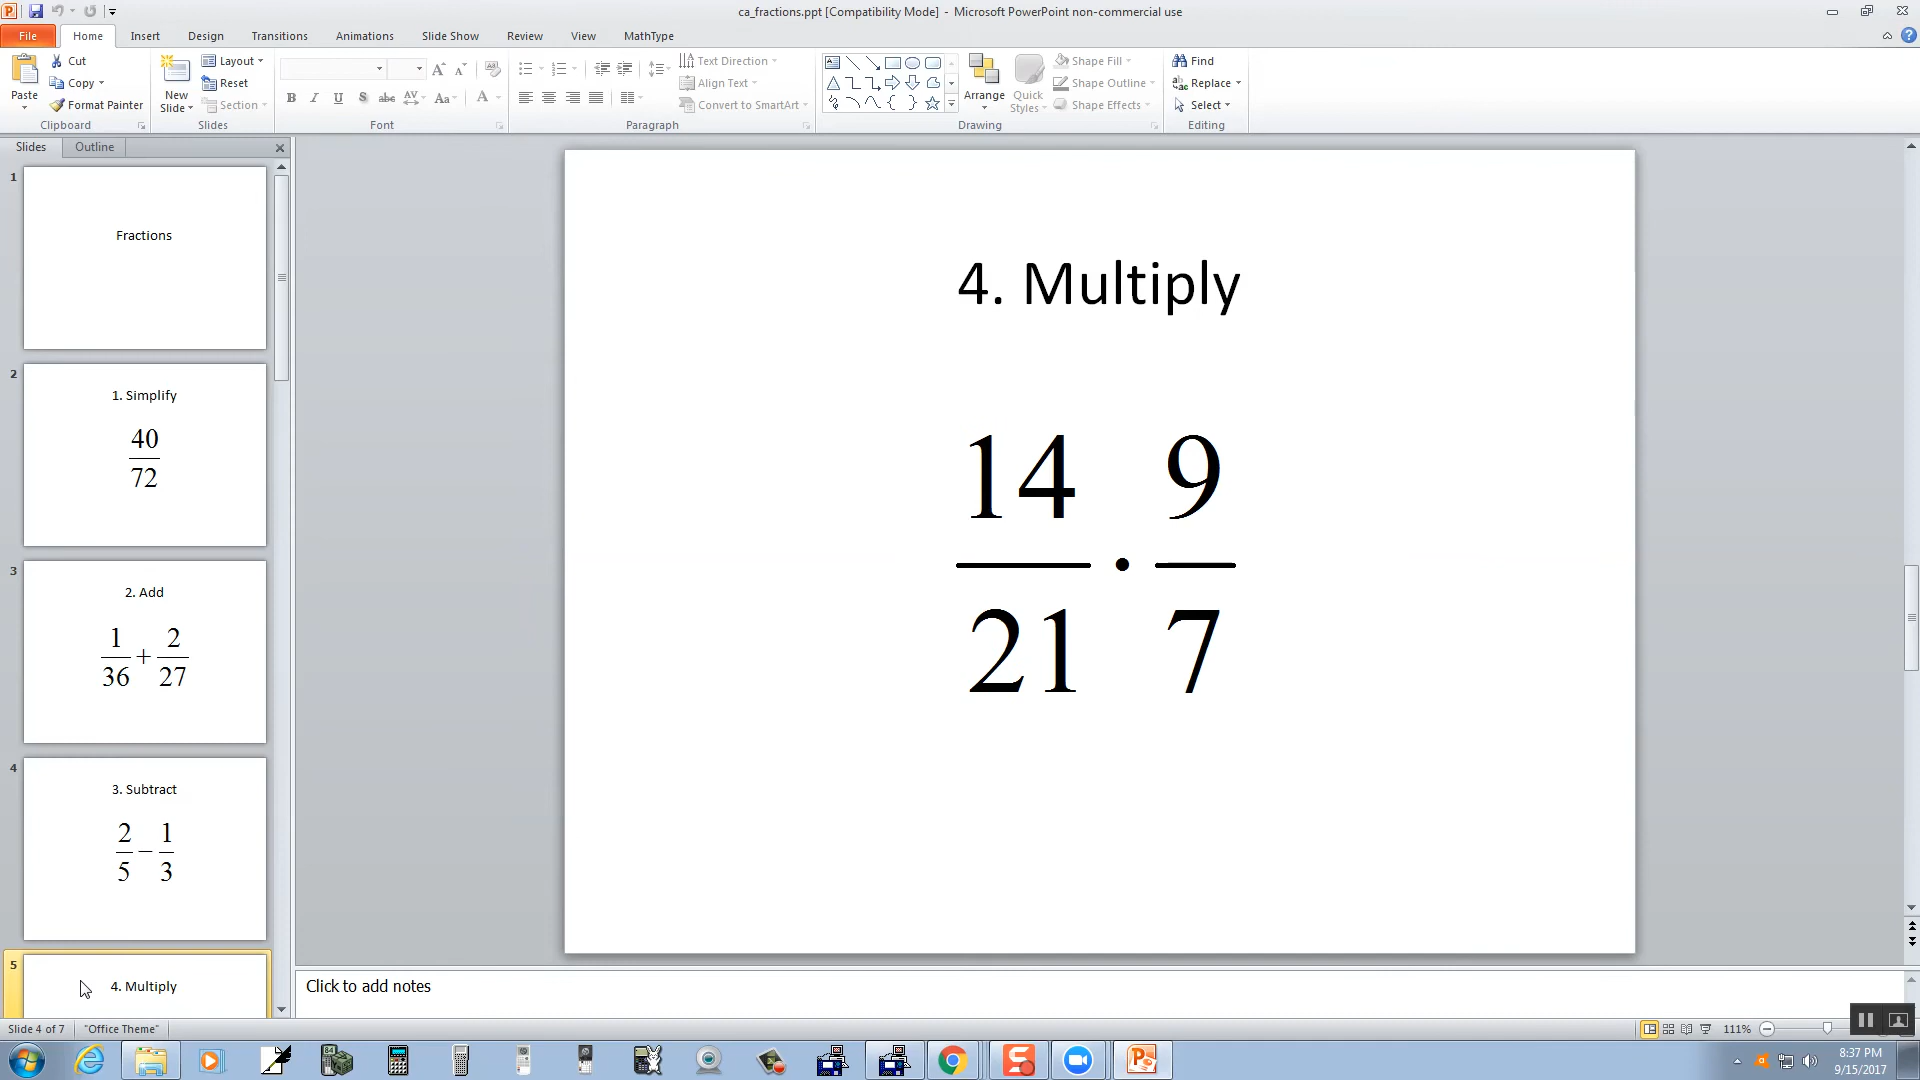 ca_fractions.ppt [Compatibility Mode] - Microsoft PowerPoint non-commercial use
File Home Insert Design Transitions Animations Slide Show Review View MathType
Paste
Cut
Copy
Format Painter
Clipboard
New Slide
Layout
Reset
Section
Slides
B I U S abc AV Aa A
Font
Text Direction
Align Text
Convert to SmartArt
Paragraph
Arrange
Quick Styles
Shape Fill
Shape Outline
Shape Effects
Drawing
Find
Replace
Select
Editing
Slides Outline
1
Fractions
2
1. Simplify
40
72
3
2. Add
1 + 2
36 27
4
3. Subtract
2 − 1
5 3
5
4. Multiply
4. Multiply
14 · 9
21 7
Click to add notes
Slide 4 of 7 "Office Theme" 111%
8:37 PM
9/15/2017